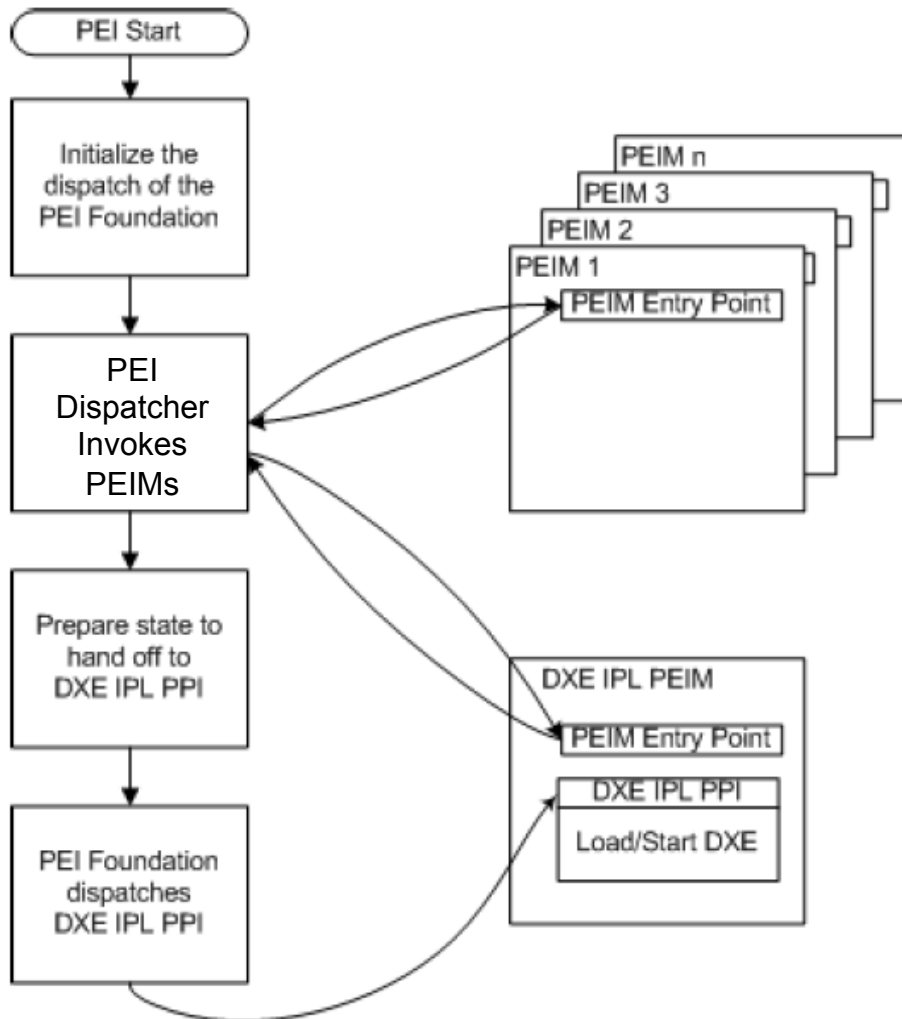 PEI Start
Initialize the
dispatch of the
PEI Foundation
PEI
Dispatcher
Invokes
PEIMs
Prepare state to
hand off to
DXE IPL PPI
PEI Foundation
dispatches
DXE IPL PPI
PEIM n
PEIM 3
PEIM 2
PEIM 1
PEIM Entry Point
DXE IPL PEIM
PEIM Entry Point
DXE IPL PPI
Load/Start DXE